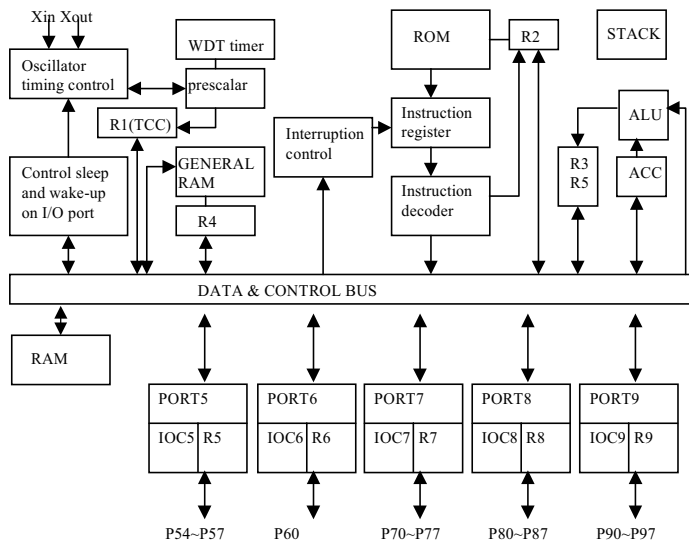 Xin Xout
WDT timer
ROM
R2
STACK
Oscillator
timing control
prescalar
R1(TCC)
Interruption
control
Instruction
register
ALU
Control sleep
and wake-up
on I/O port
GENERAL
RAM
R4
Instruction
decoder
R3
R5
ACC
DATA & CONTROL BUS
RAM
PORT5
PORT6
PORT7
PORT8
PORT9
IOC5 R5
IOC6 R6
IOC7 R7
IOC8 R8
IOC9 R9
P54~P57
P60
P70~P77
P80~P87
P90~P97